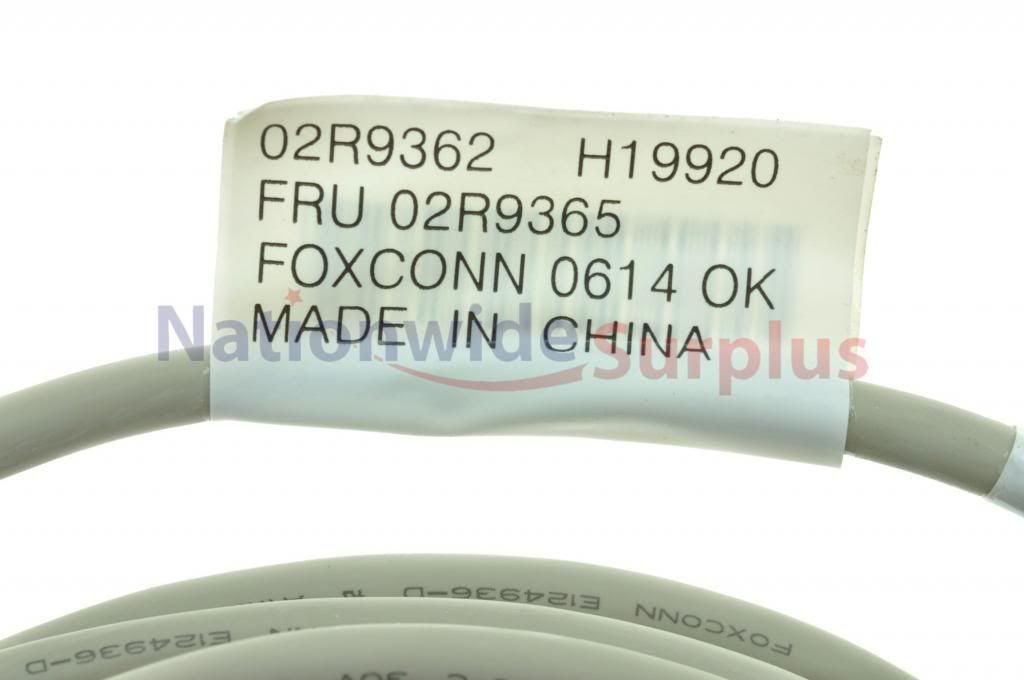 02R9362 H19920
FRU 02R9365
FOXCONN 0614 OK
MADE IN CHINA
NationwideSurplus
FOXCONN E124936-D
E124936-D